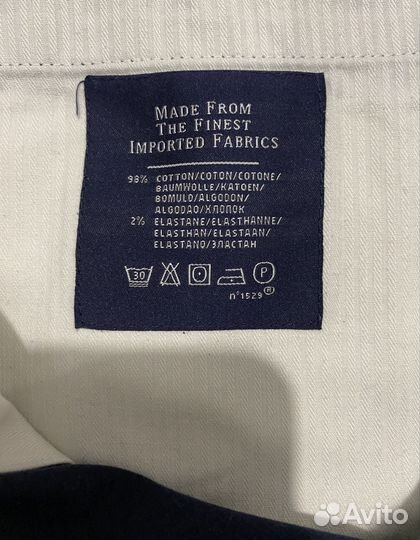 MADE FROM
THE FINEST
IMPORTED FABRICS
98% COTTON/COTON/COTONE/
BAUMWOLLE/KATOEN/
BOMULD/ALGODON/
ALGODAO/ХЛОПОК
2% ELASTANE/ELASTHANNE/
ELASTHAN/ELASTAAN/
ELASTANO/ЭЛАСТАН
30 P
n°1529 ®
Avito